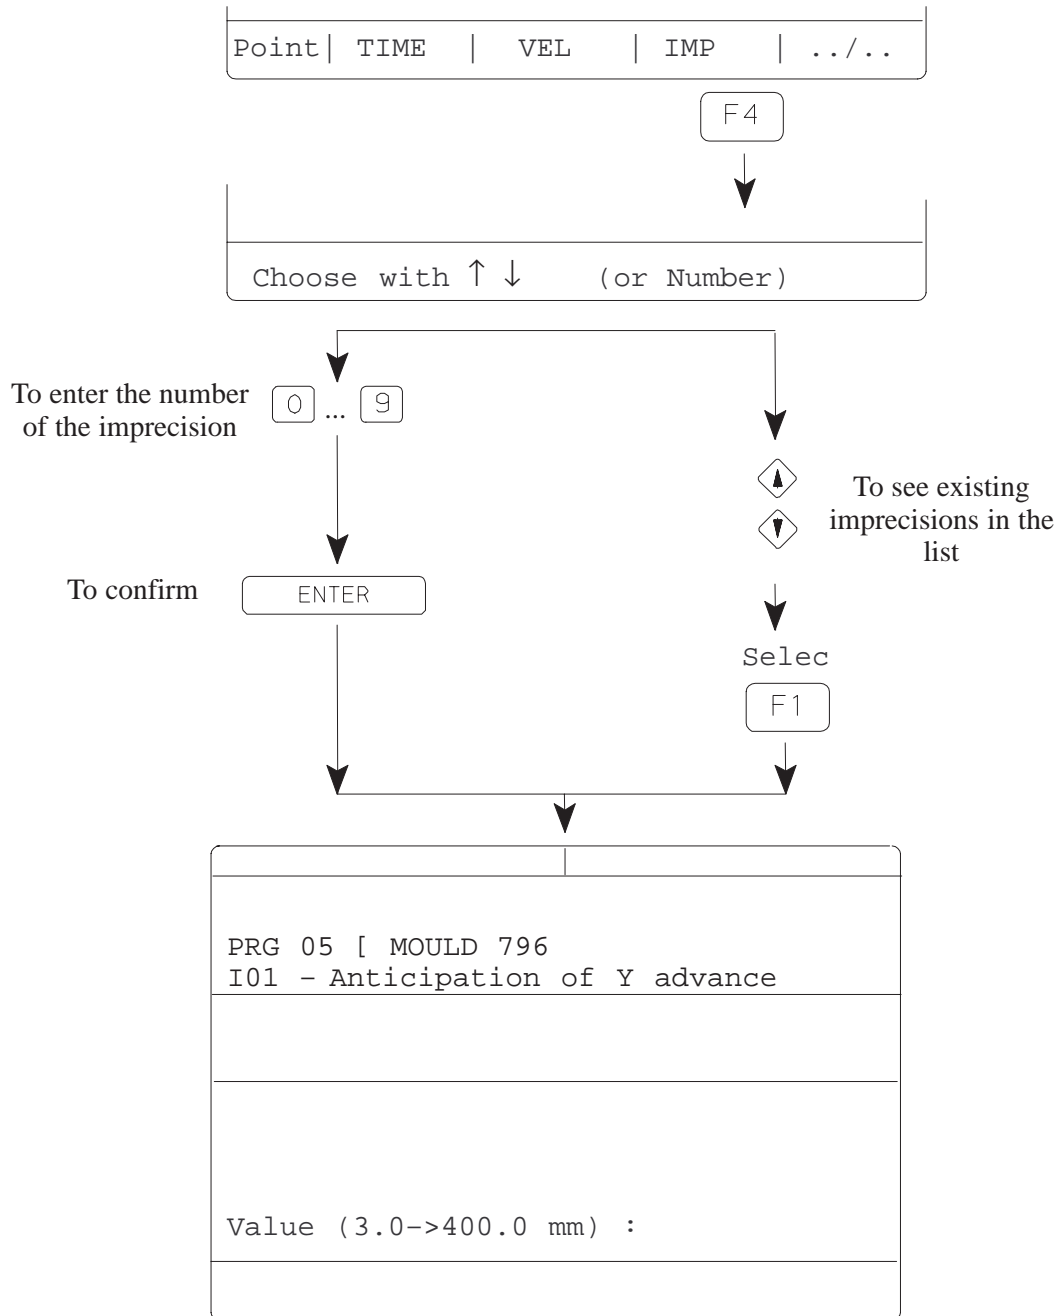 Point| TIME | VEL | IMP | ../..
F4
Choose with ↑ ↓ (or Number)
To enter the number
of the imprecision
0 ... 9
To see existing
imprecisions in the
list
To confirm
ENTER
Selec
F1
PRG 05 [ MOULD 796
I01 – Anticipation of Y advance
Value (3.0–>400.0 mm) :